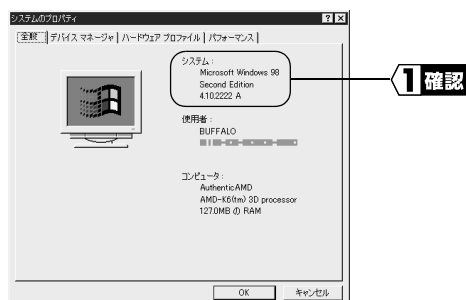 システムのプロパティ
全般 デバイス マネージャ ハードウェア プロファイル パフォーマンス
システム:
Microsoft Windows 98
Second Edition
4.10.2222 A
1 確認
使用者:
BUFFALO
コンピュータ:
AuthenticAMD
AMD-K6(tm) 3D processor
127.0MB の RAM
OK キャンセル